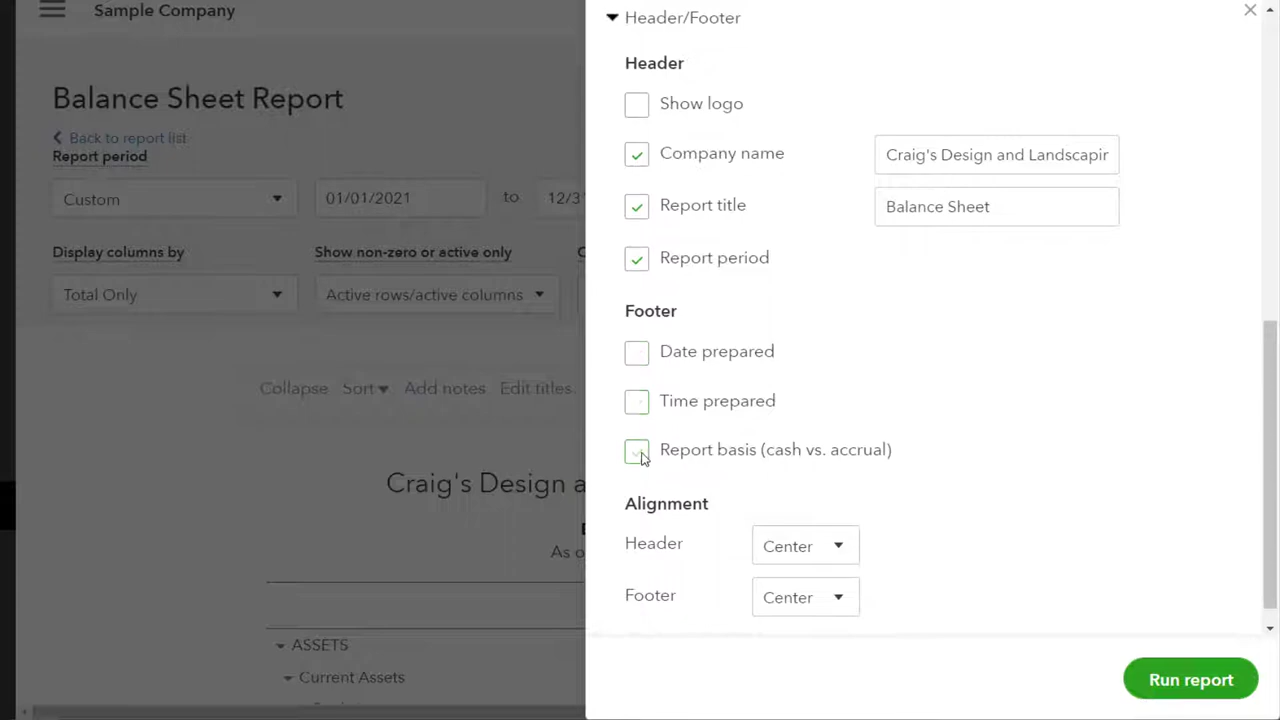 Sample Company
Balance Sheet Report
Back to report list
Report period
Custom
01/01/2021
to
12/3
Display columns by
Show non-zero or active only
Total Only
Active rows/active columns
Collapse
Sort
Add notes
Edit titles
Craig's Design a
As o
ASSETS
Current Assets
Header/Footer
Header
Show logo
Company name
Craig's Design and Landscapir
Report title
Balance Sheet
Report period
Footer
Date prepared
Time prepared
Report basis (cash vs. accrual)
Alignment
Header
Center
Footer
Center
Run report